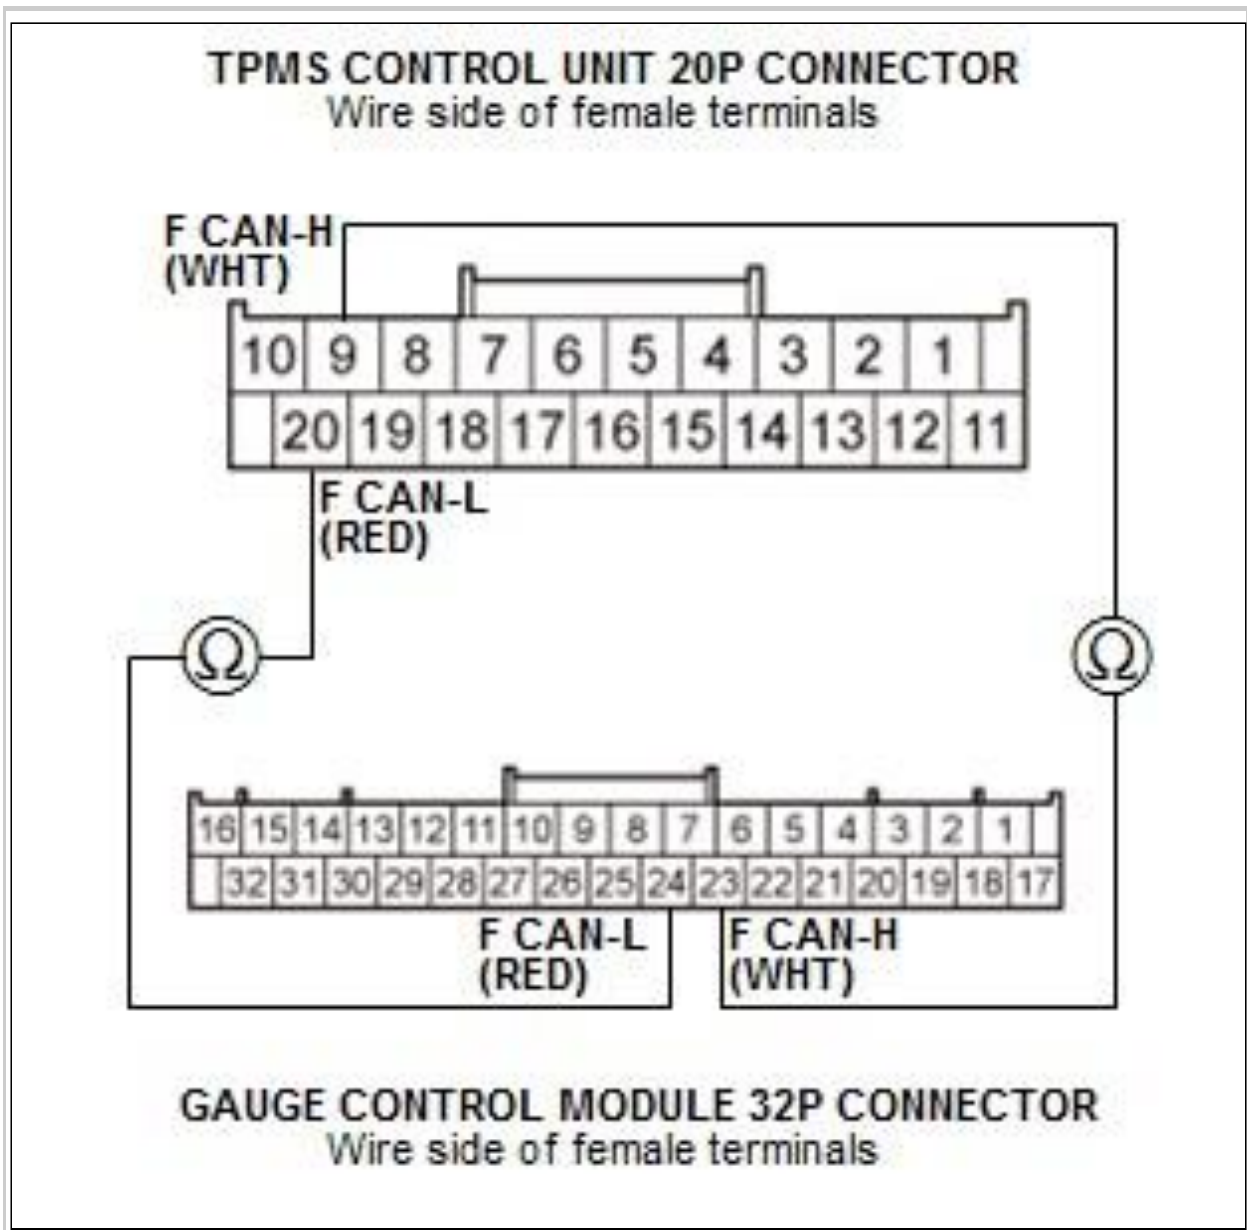 TPMS CONTROL UNIT 20P CONNECTOR
Wire side of female terminals
F CAN-H
(WHT)
10 9 8 7 6 5 4 3 2 1
20 19 18 17 16 15 14 13 12 11
F CAN-L
(RED)
Ω Ω
16 15 14 13 12 11 10 9 8 7 6 5 4 3 2 1
32 31 30 29 28 27 26 25 24 23 22 21 20 19 18 17
F CAN-L F CAN-H
(RED) (WHT)
GAUGE CONTROL MODULE 32P CONNECTOR
Wire side of female terminals